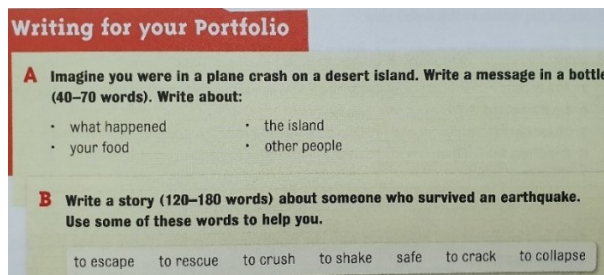 Writing for your Portfolio
A Imagine you were in a plane crash on a desert island. Write a message in a bottle
(40–70 words). Write about:
• what happened • the island
• your food • other people
B Write a story (120–180 words) about someone who survived an earthquake.
Use some of these words to help you.
to escape to rescue to crush to shake safe to crack to collapse